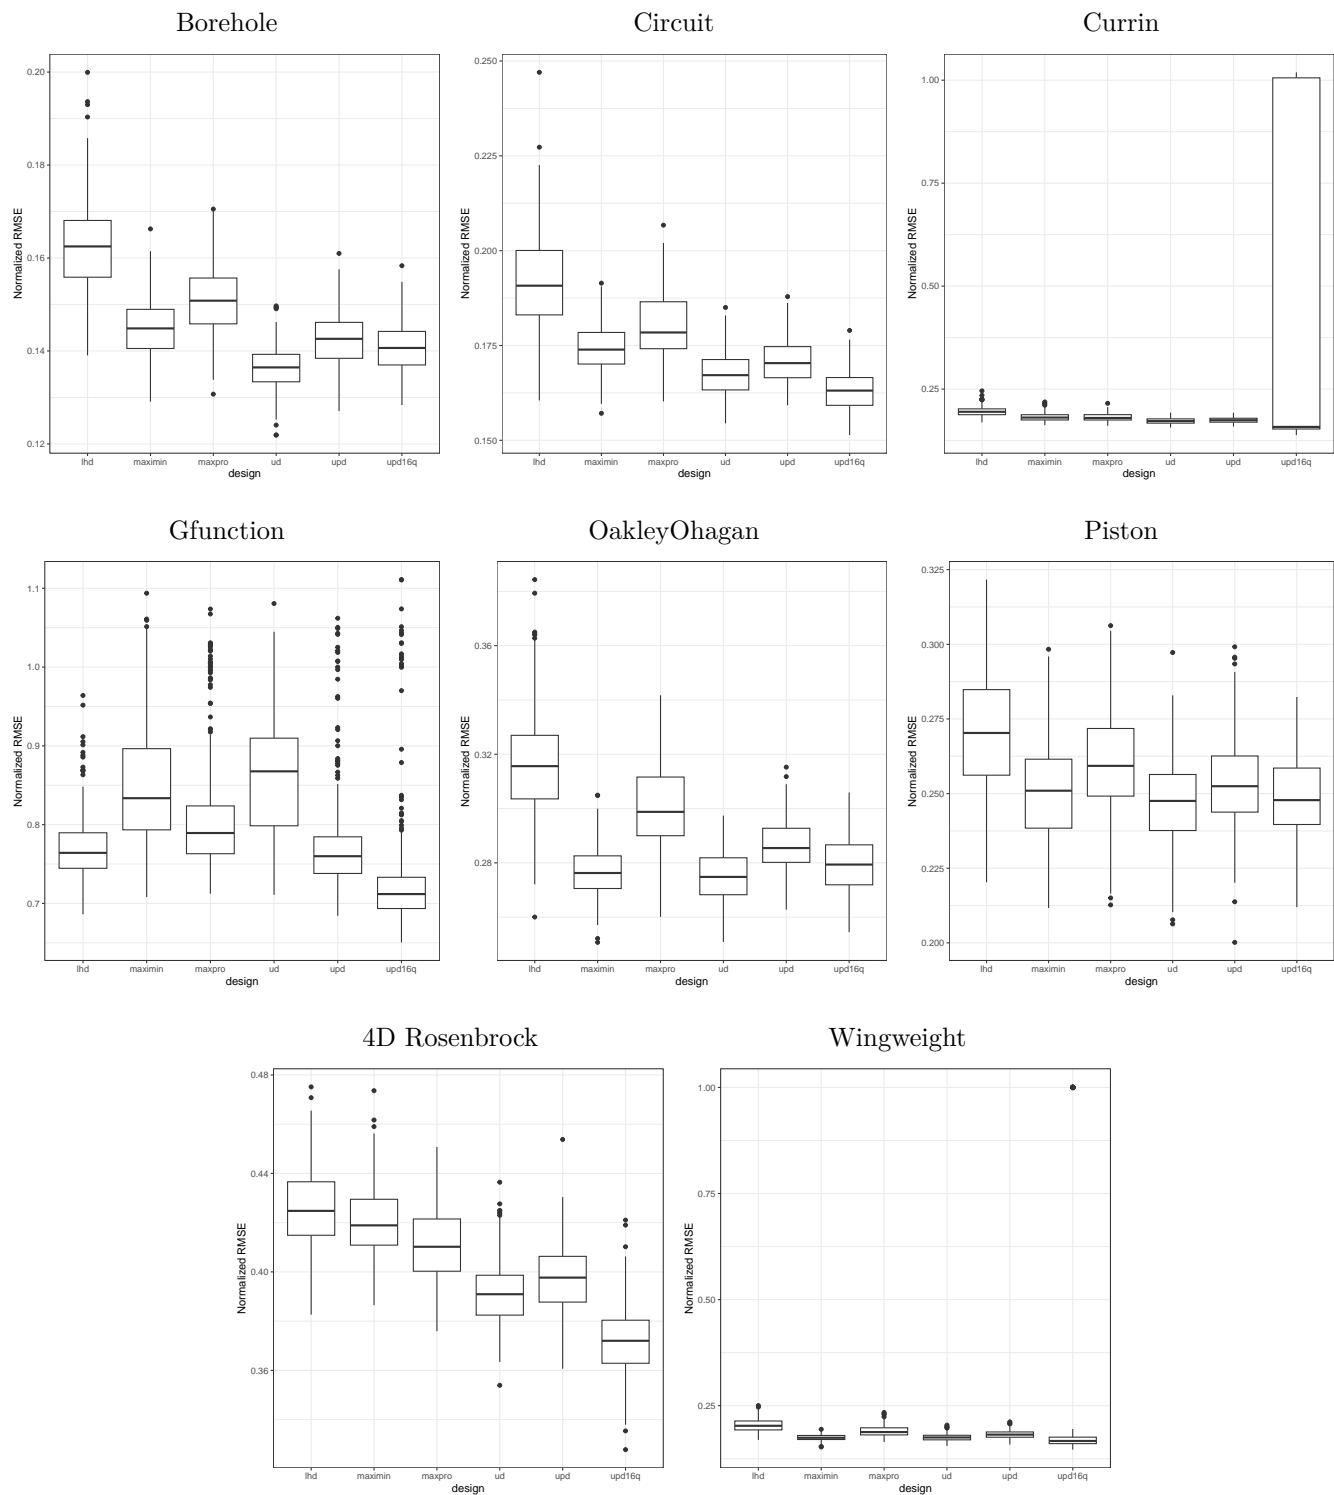 Borehole
Circuit
Currin
Normalized RMSE
0.20
0.18
0.16
0.14
0.12
lhd maximin maxpro ud upd upd16q
design
Normalized RMSE
0.250
0.225
0.200
0.175
0.150
lhd maximin maxpro ud upd upd16q
design
Normalized RMSE
1.00
0.75
0.50
0.25
lhd maximin maxpro ud upd upd16q
design
Gfunction
OakleyOhagan
Piston
Normalized RMSE
1.1
1.0
0.9
0.8
0.7
lhd maximin maxpro ud upd upd16q
design
Normalized RMSE
0.36
0.32
0.28
lhd maximin maxpro ud upd upd16q
design
Normalized RMSE
0.325
0.300
0.275
0.250
0.225
0.200
lhd maximin maxpro ud upd upd16q
design
4D Rosenbrock
Wingweight
Normalized RMSE
0.48
0.44
0.40
0.36
lhd maximin maxpro ud upd upd16q
design
Normalized RMSE
1.00
0.75
0.50
0.25
lhd maximin maxpro ud upd upd16q
design